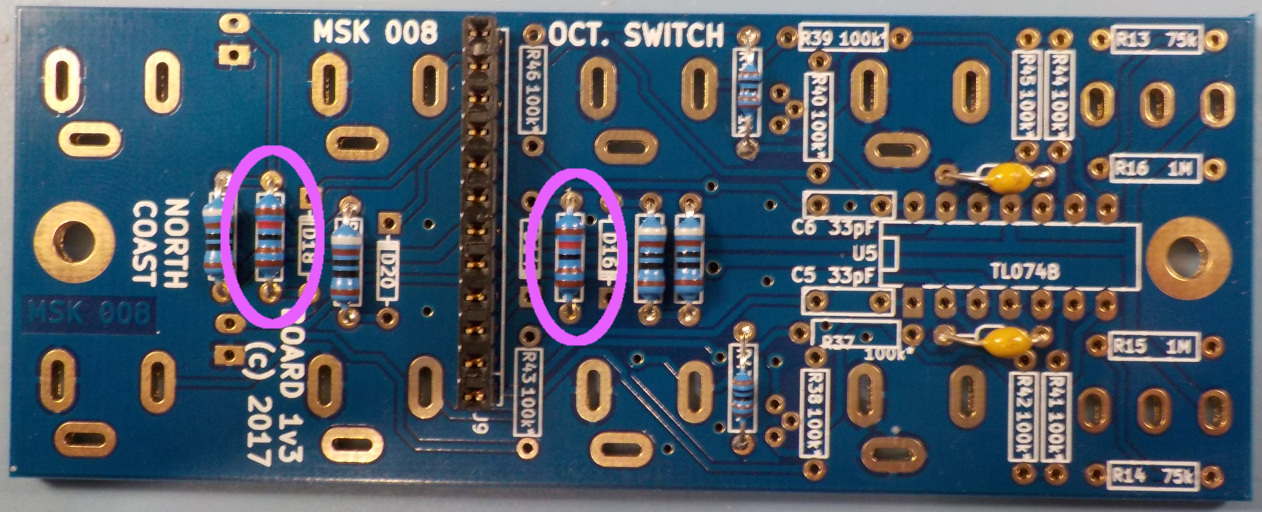 MSK 008
OCT. SWITCH
R46 100k*
R39 100k*
R40 100k*
R45 100k*
R44 100k*
R13 75k
R16 1M
NORTH
COAST
MSK 008
D18
D20
D16
C6 33pF
U5
C5 33pF
TL074B
OARD 1v3
(c) 2017
J9
R43 100k*
R37 100k*
R38 100k*
R42 100k*
R41 100k*
R15 1M
R14 75k